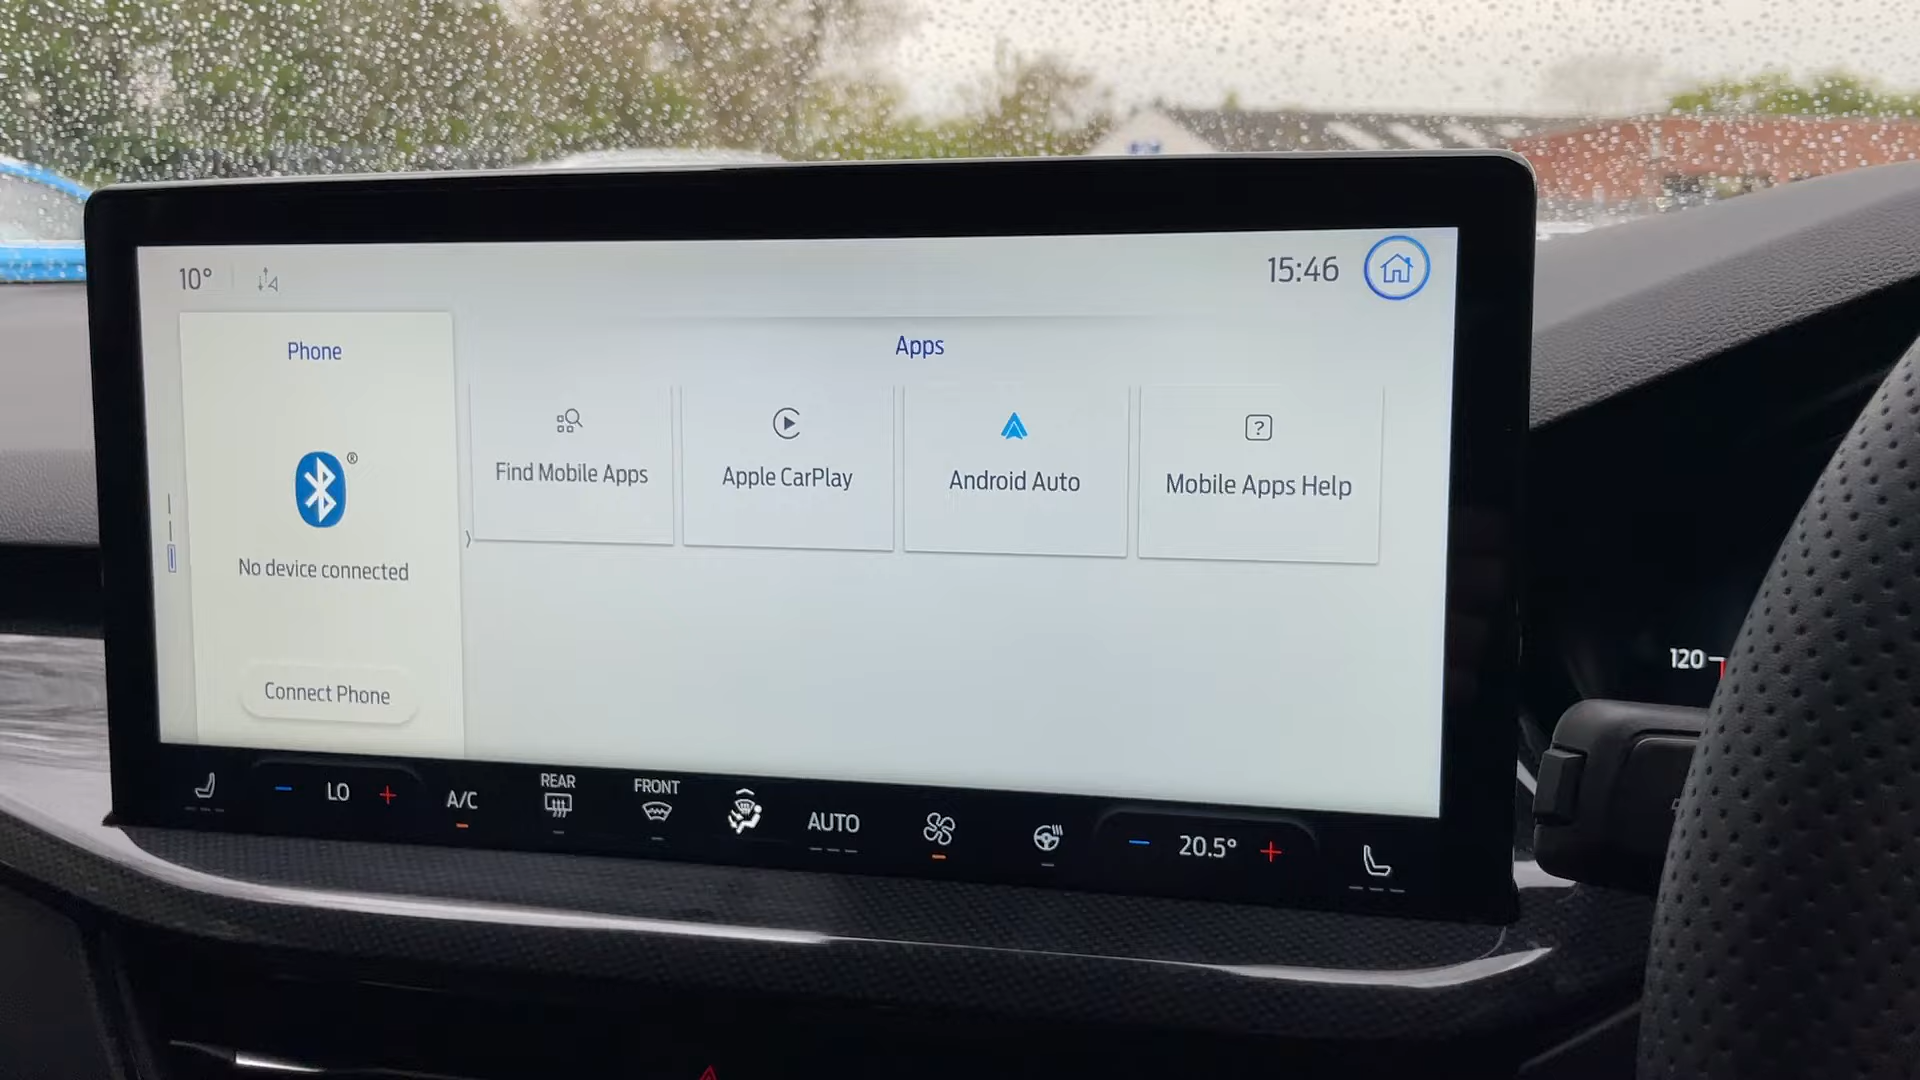 10°
15:46
Phone
®
No device connected
Connect Phone
Apps
Find Mobile Apps
Apple CarPlay
Android Auto
?
Mobile Apps Help
120
LO
A/C
REAR
FRONT
AUTO
20.5°